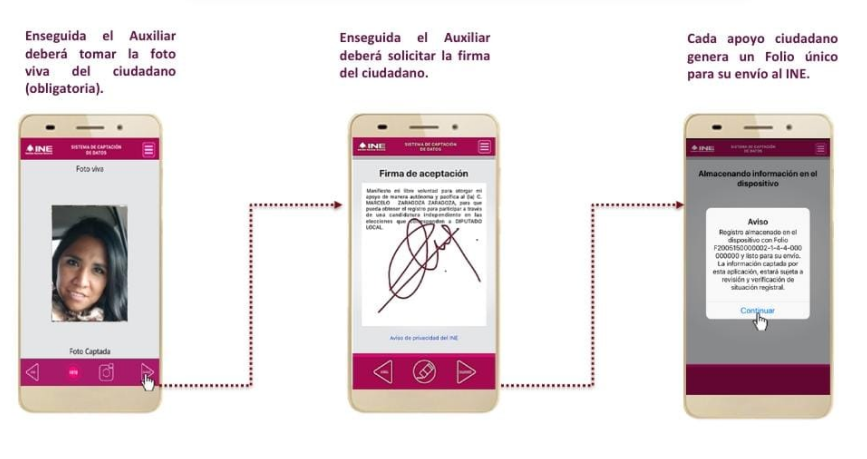 Enseguida el Auxiliar
deberá tomar la foto
viva del ciudadano
(obligatoria).
INE
SISTEMA DE CAPTACIÓN
DE DATOS
Foto viva
Foto Captada
Enseguida el Auxiliar
deberá solicitar la firma
del ciudadano.
INE
SISTEMA DE CAPTACIÓN
DE DATOS
Firma de aceptación
Manifiesto mi libre voluntad para otorgar mi
apoyo de manera autónoma y pacífica al (a) C.
MARCELO ZARAGOZA ZARAGOZA, para que
pueda obtener el registro para participar a través
de una candidatura independiente en las
elecciones que corresponden a DIPUTADO
LOCAL.
Aviso de privacidad del INE
Cada apoyo ciudadano
genera un Folio único
para su envío al INE.
INE
SISTEMA DE CAPTACIÓN
DE DATOS
Almacenando información en el
dispositivo
Aviso
Registro almacenado en el
dispositivo con Folio
F2005150000002-1-4-4-000
000000 y listo para su envío.
La información captada por
esta aplicación, estará sujeta a
revisión y verificación de
situación registral.
Continuar